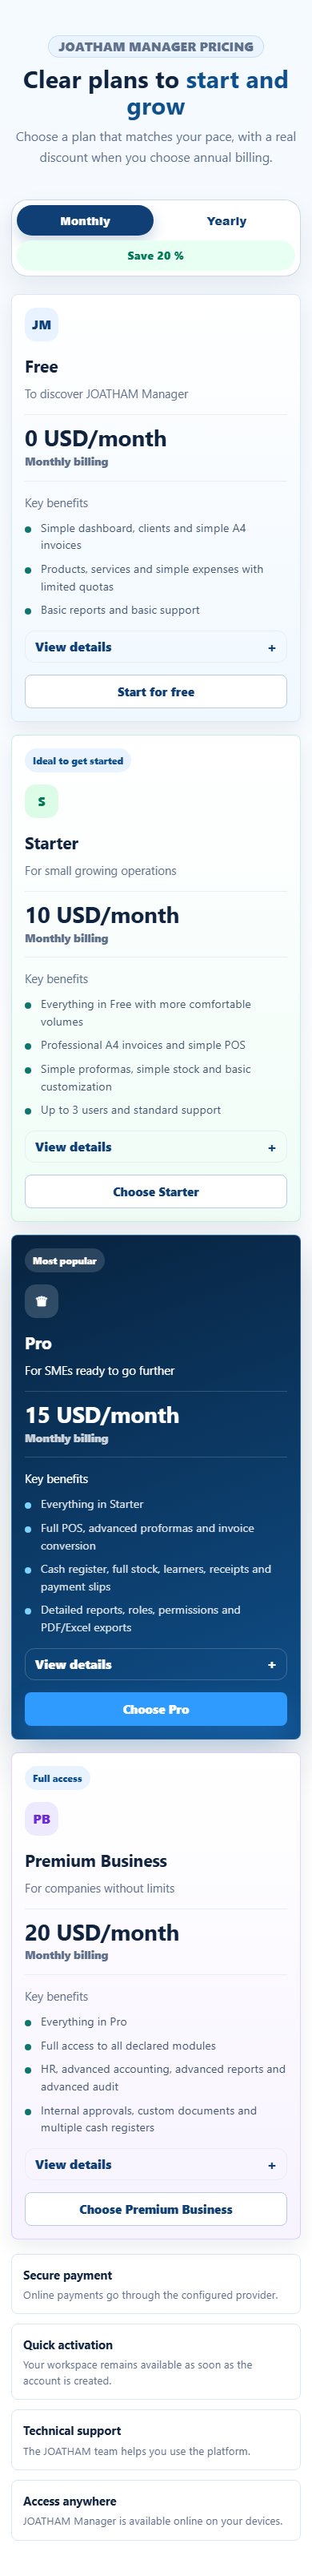 JOATHAM MANAGER PRICING
Clear plans to start and
grow
Choose a plan that matches your pace, with a real
discount when you choose annual billing.
Monthly
Yearly
Save 20 %
JM
Free
To discover JOATHAM Manager
0 USD/month
Monthly billing
Key benefits
Simple dashboard, clients and simple A4
invoices
Products, services and simple expenses with
limited quotas
Basic reports and basic support
View details +
Start for free
Ideal to get started
S
Starter
For small growing operations
10 USD/month
Monthly billing
Key benefits
Everything in Free with more comfortable
volumes
Professional A4 invoices and simple POS
Simple proformas, simple stock and basic
customization
Up to 3 users and standard support
View details +
Choose Starter
Most popular
♛
Pro
For SMEs ready to go further
15 USD/month
Monthly billing
Key benefits
Everything in Starter
Full POS, advanced proformas and invoice
conversion
Cash register, full stock, learners, receipts and
payment slips
Detailed reports, roles, permissions and
PDF/Excel exports
View details +
Choose Pro
Full access
PB
Premium Business
For companies without limits
20 USD/month
Monthly billing
Key benefits
Everything in Pro
Full access to all declared modules
HR, advanced accounting, advanced reports and
advanced audit
Internal approvals, custom documents and
multiple cash registers
View details +
Choose Premium Business
Secure payment
Online payments go through the configured provider.
Quick activation
Your workspace remains available as soon as the
account is created.
Technical support
The JOATHAM team helps you use the platform.
Access anywhere
JOATHAM Manager is available online on your devices.